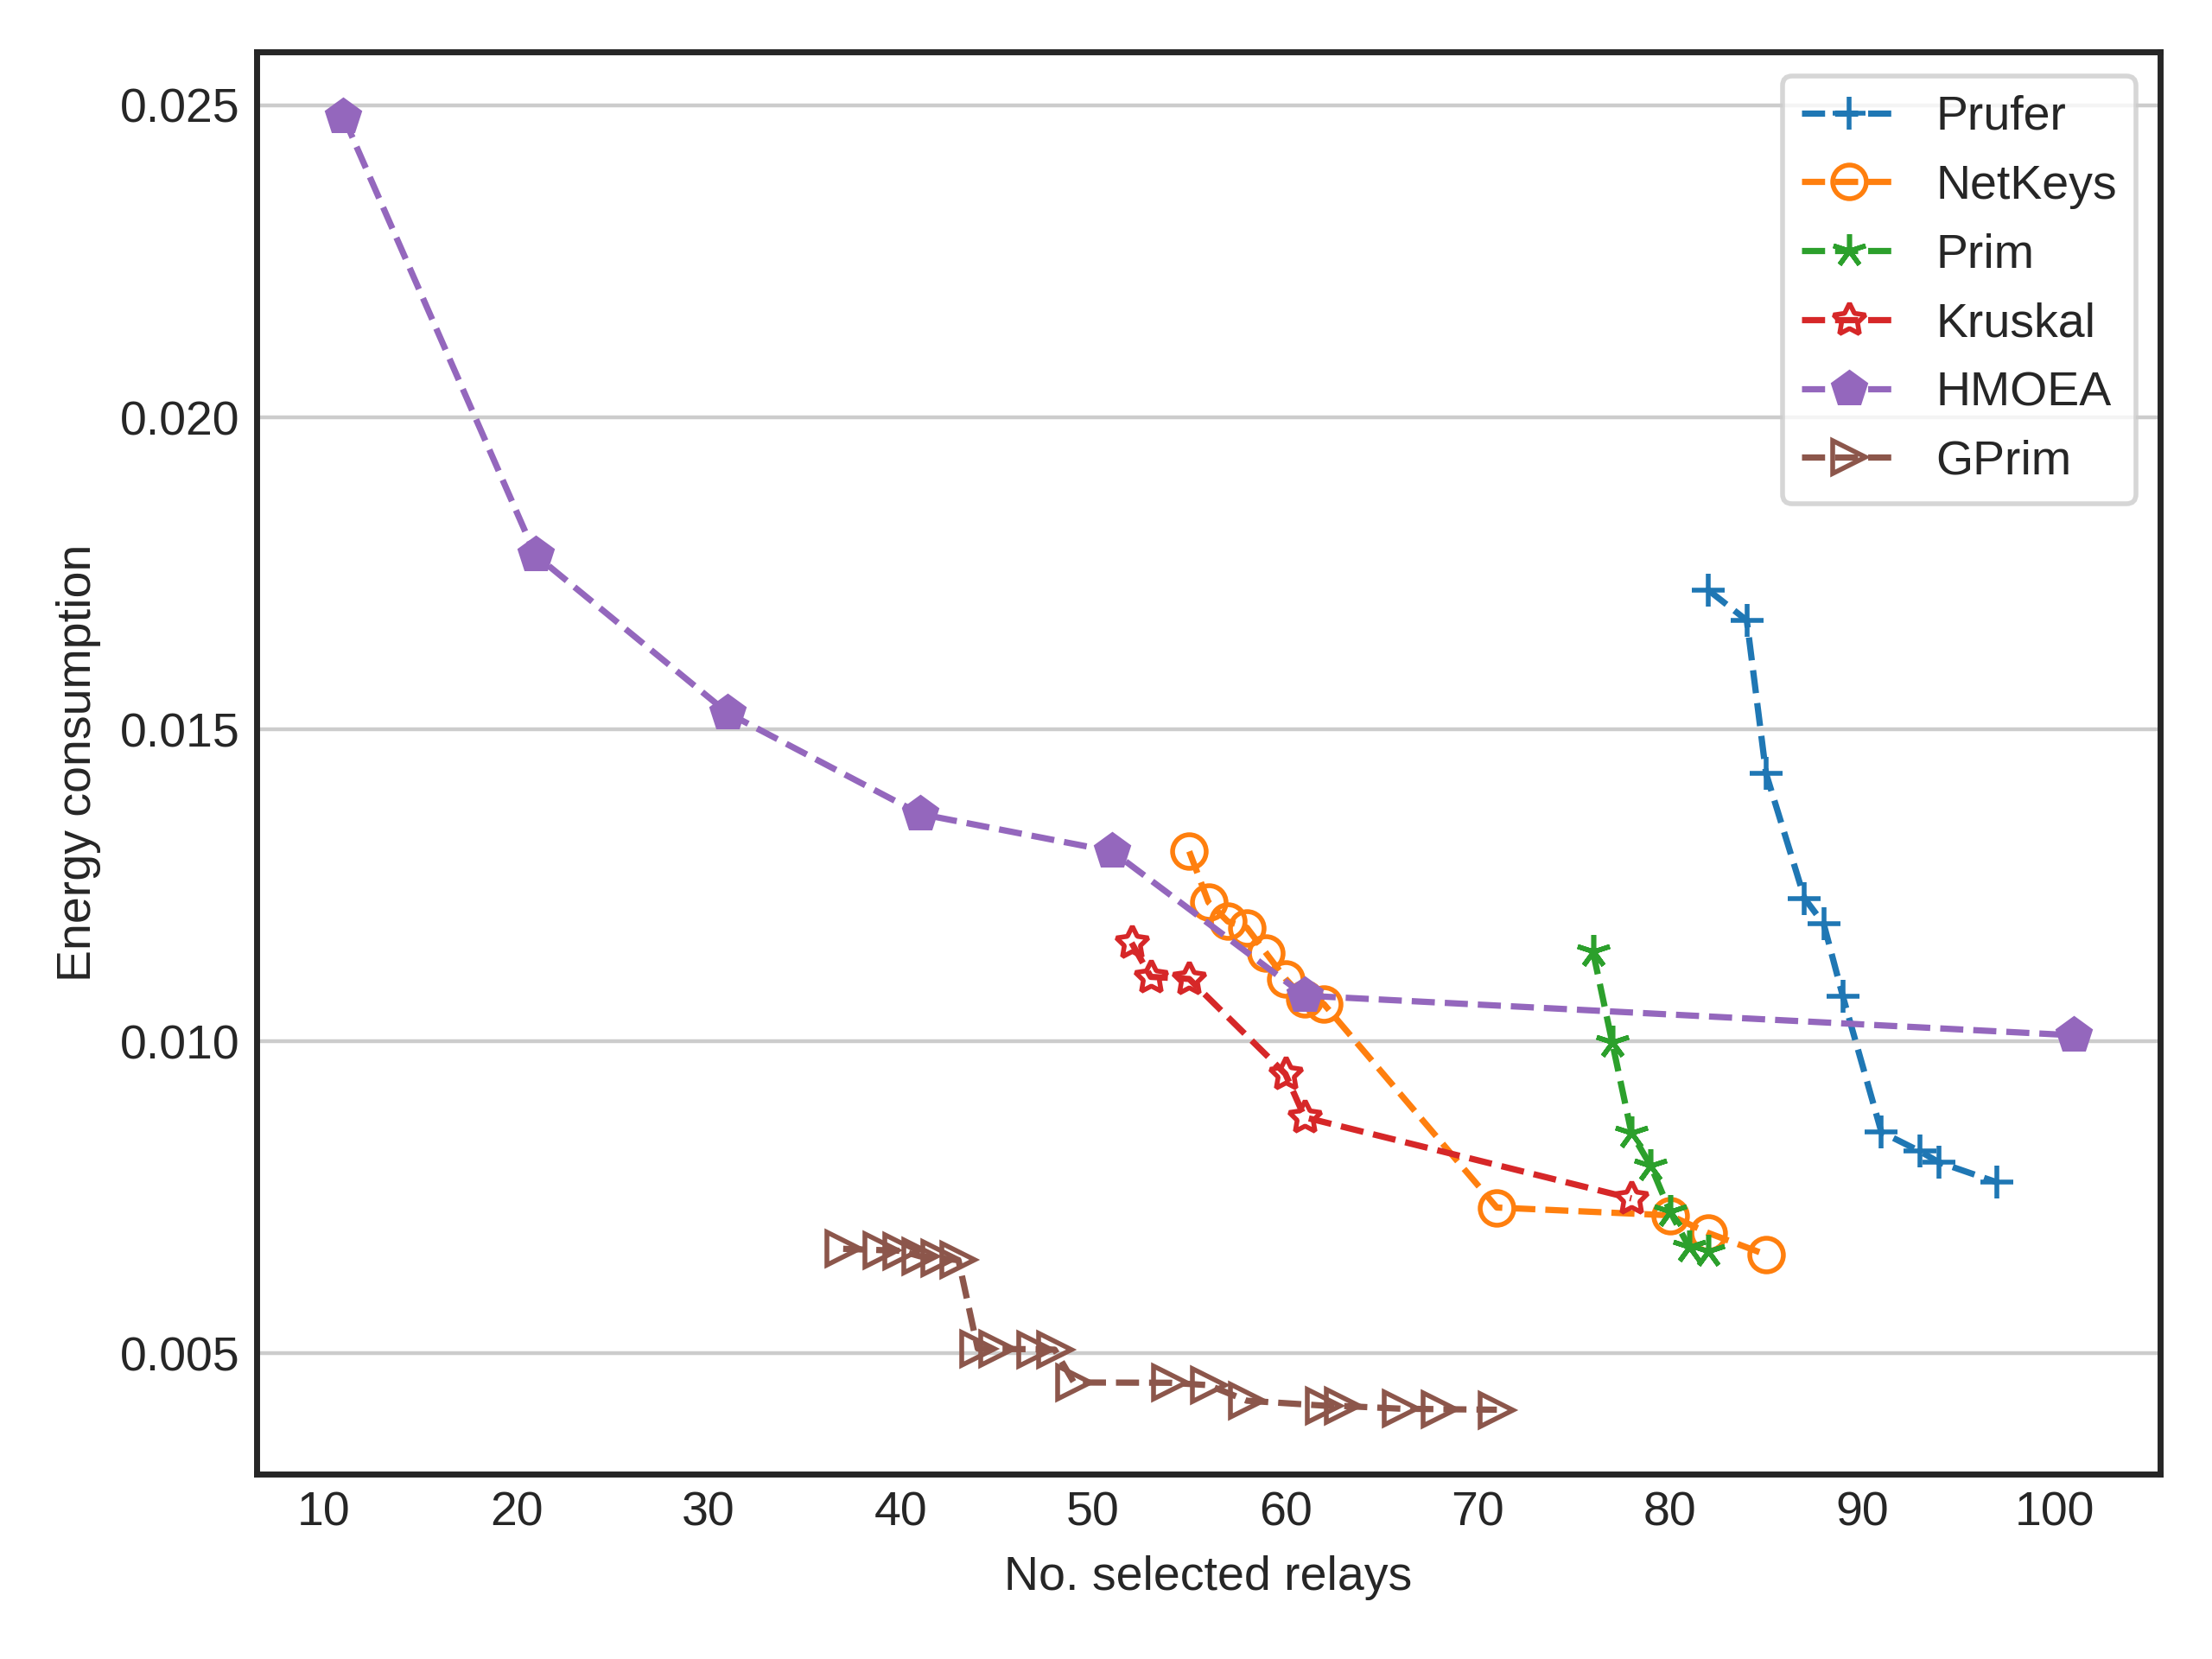 0.025
0.020
0.015
0.010
0.005
Energy consumption
10 20 30 40 50 60 70 80 90 100
No. selected relays
Prufer
NetKeys
Prim
Kruskal
HMOEA
GPrim